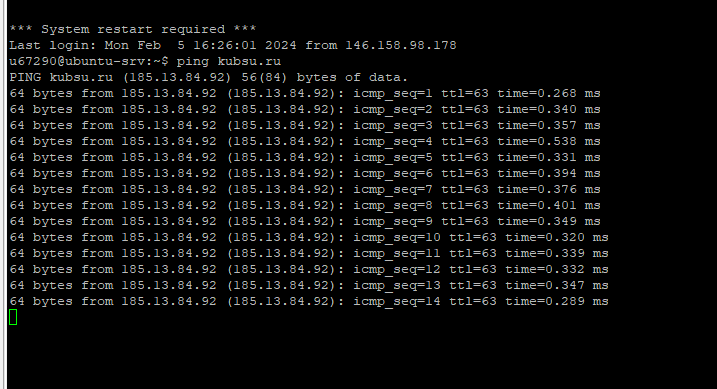 *** System restart required ***
Last login: Mon Feb  5 16:26:01 2024 from 146.158.98.178
u67290@ubuntu-srv:~$ ping kubsu.ru
PING kubsu.ru (185.13.84.92) 56(84) bytes of data.
64 bytes from 185.13.84.92 (185.13.84.92): icmp_seq=1 ttl=63 time=0.268 ms
64 bytes from 185.13.84.92 (185.13.84.92): icmp_seq=2 ttl=63 time=0.340 ms
64 bytes from 185.13.84.92 (185.13.84.92): icmp_seq=3 ttl=63 time=0.357 ms
64 bytes from 185.13.84.92 (185.13.84.92): icmp_seq=4 ttl=63 time=0.538 ms
64 bytes from 185.13.84.92 (185.13.84.92): icmp_seq=5 ttl=63 time=0.331 ms
64 bytes from 185.13.84.92 (185.13.84.92): icmp_seq=6 ttl=63 time=0.394 ms
64 bytes from 185.13.84.92 (185.13.84.92): icmp_seq=7 ttl=63 time=0.376 ms
64 bytes from 185.13.84.92 (185.13.84.92): icmp_seq=8 ttl=63 time=0.401 ms
64 bytes from 185.13.84.92 (185.13.84.92): icmp_seq=9 ttl=63 time=0.349 ms
64 bytes from 185.13.84.92 (185.13.84.92): icmp_seq=10 ttl=63 time=0.320 ms
64 bytes from 185.13.84.92 (185.13.84.92): icmp_seq=11 ttl=63 time=0.339 ms
64 bytes from 185.13.84.92 (185.13.84.92): icmp_seq=12 ttl=63 time=0.332 ms
64 bytes from 185.13.84.92 (185.13.84.92): icmp_seq=13 ttl=63 time=0.347 ms
64 bytes from 185.13.84.92 (185.13.84.92): icmp_seq=14 ttl=63 time=0.289 ms